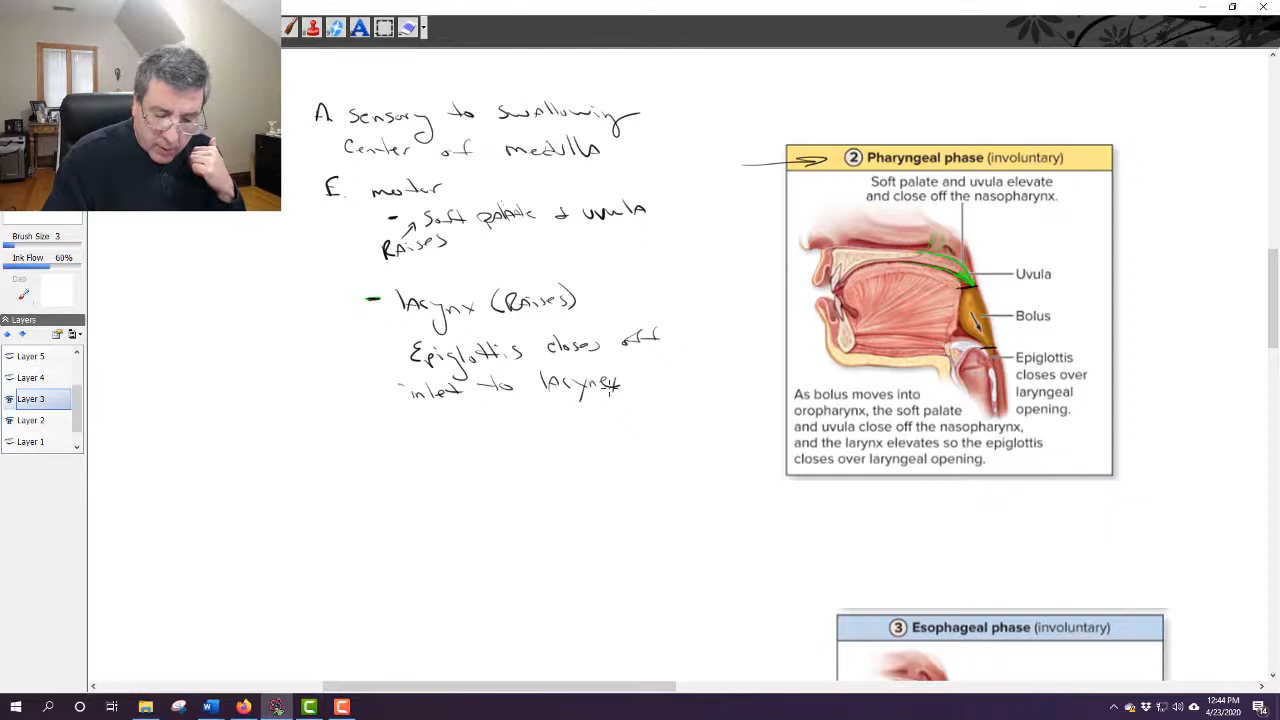 A sensory to swallowing
center of medulla
E. motor
- Soft palate & uvula
Raises
- larynx (Raises)
Epiglottis closes off
inlet to larynex
2 Pharyngeal phase (involuntary)
Soft palate and uvula elevate
and close off the nasopharynx.
Uvula
Bolus
Epiglottis
closes over
laryngeal
opening.
As bolus moves into
oropharynx, the soft palate
and uvula close off the nasopharynx,
and the larynx elevates so the epiglottis
closes over laryngeal opening.
3 Esophageal phase (involuntary)
Brush Size: 3
Ink Flow 60%
Dab
Layers
Layer 5
Layer 4
Layer 3
Layer 2
Layer 1
12:44 PM
4/23/2020
14